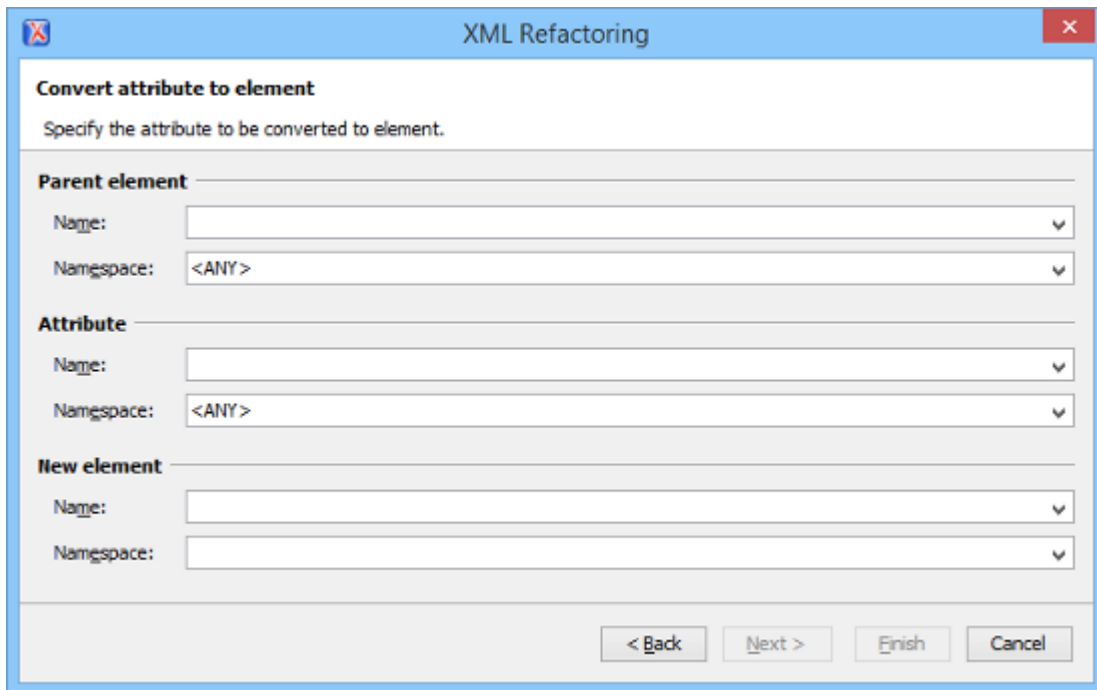 XML Refactoring
Convert attribute to element
Specify the attribute to be converted to element.
Parent element
Name:
Namespace: <ANY>
Attribute
Name:
Namespace: <ANY>
New element
Name:
Namespace:
< Back Next > Finish Cancel